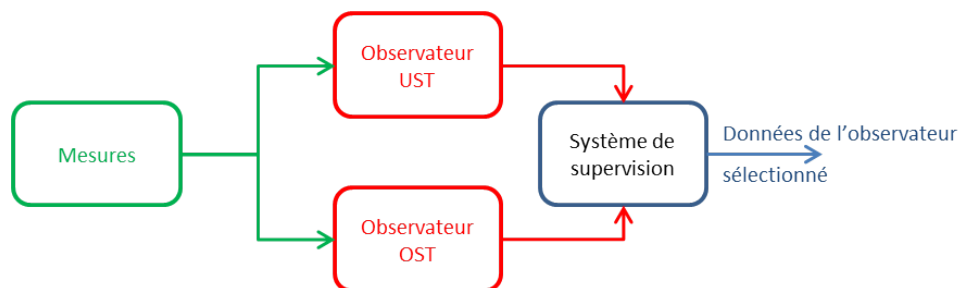 Observateur
UST
Mesures
Système de
supervision
Données de l’observateur
sélectionné
Observateur
OST